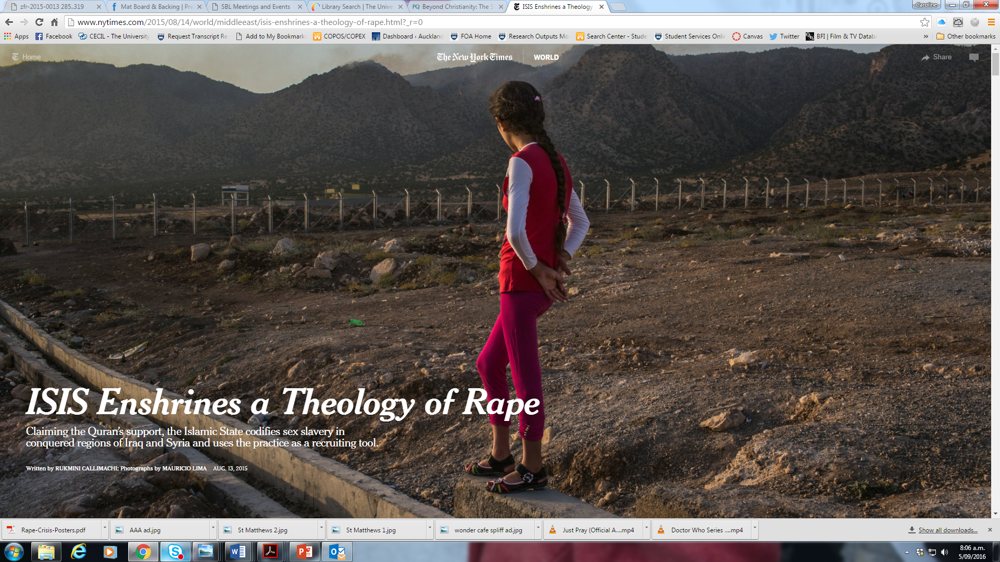 zfr-2015-0013 285..319
Mat Board & Backing | Pre
SBL Meetings and Events
Library Search | The Unive
PQ Beyond Christianity: The S
ISIS Enshrines a Theology
Caroline
www.nytimes.com/2015/08/14/world/middleeast/isis-enshrines-a-theology-of-rape.html?_r=0
Apps
Facebook
CECIL - The University
Request Transcript Re
Add to My Bookmark
COPOS/COPEX
Dashboard ‹ Auckland
FOA Home
Research Outputs Mo
Search Center - Stude
Student Services Onli
Canvas
Twitter
BFI | Film & TV Datab
»
Other bookmarks
Home
The New York Times
WORLD
Share
ISIS Enshrines a Theology of Rape
Claiming the Quran’s support, the Islamic State codifies sex slavery in
conquered regions of Iraq and Syria and uses the practice as a recruiting tool.
Written by RUKMINI CALLIMACHI; Photographs by MAURICIO LIMA AUG. 13, 2015
Rape-Crisis-Posters.pdf
AAA ad.jpg
St Matthews 2.jpg
St Matthews 1.jpg
wonder cafe spliff ad.jpg
Just Pray (Official A....mp4
Doctor Who Series ....mp4
Show all downloads...
8:06 a.m.
5/09/2016